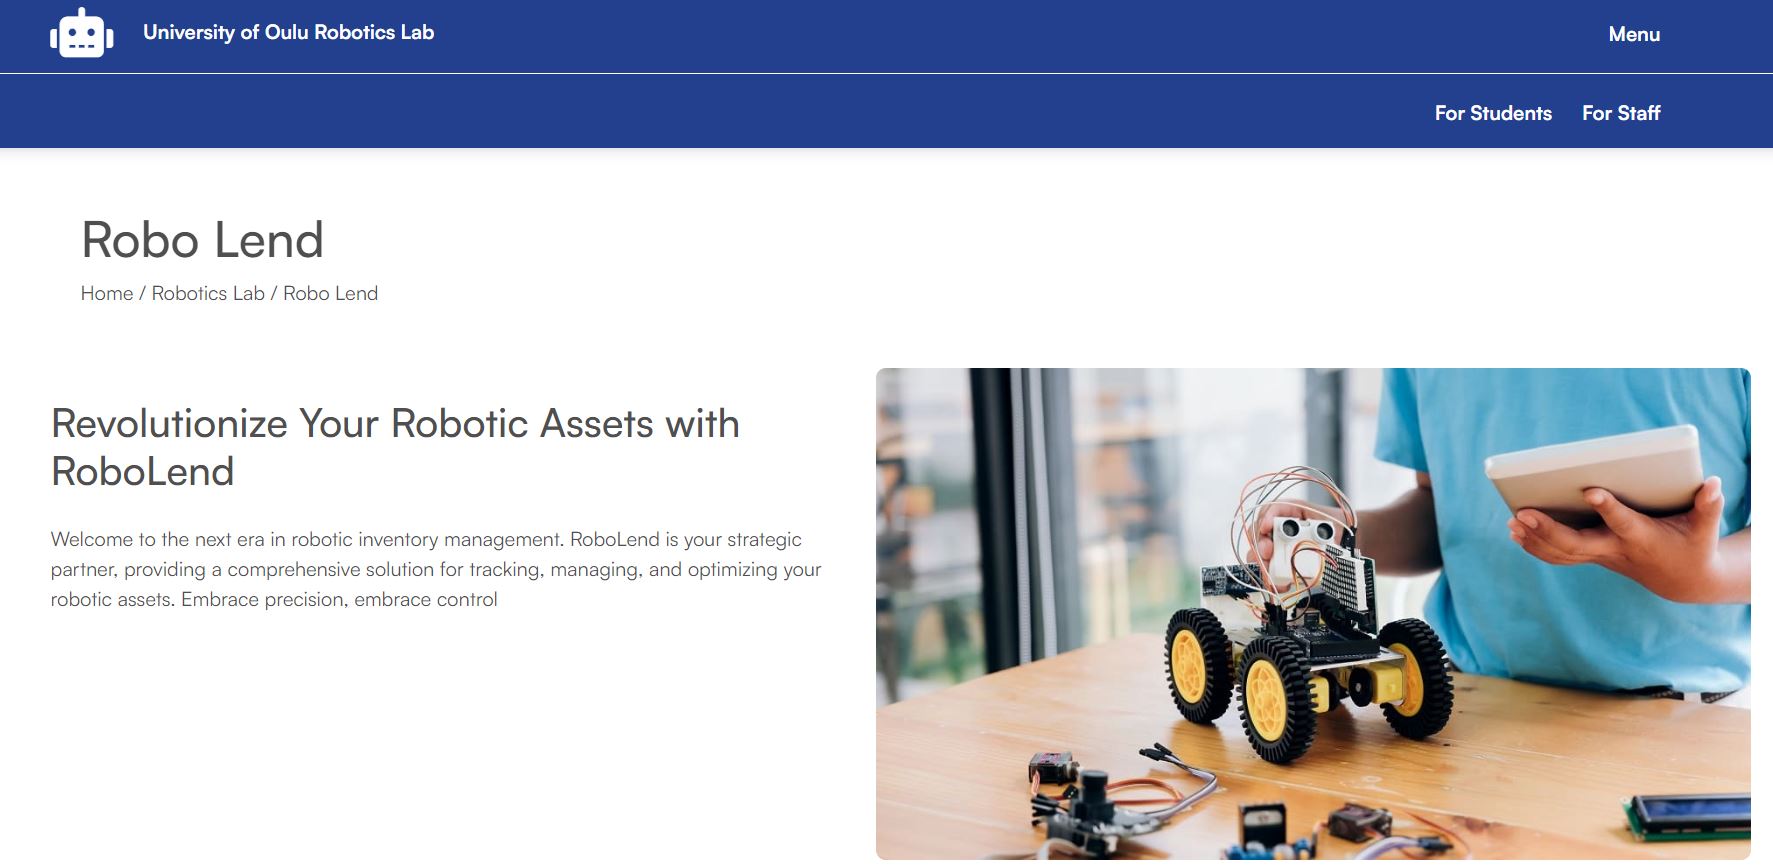 University of Oulu Robotics Lab
Menu
For Students For Staff
Robo Lend
Home / Robotics Lab / Robo Lend
Revolutionize Your Robotic Assets with
RoboLend
Welcome to the next era in robotic inventory management. RoboLend is your strategic
partner, providing a comprehensive solution for tracking, managing, and optimizing your
robotic assets. Embrace precision, embrace control